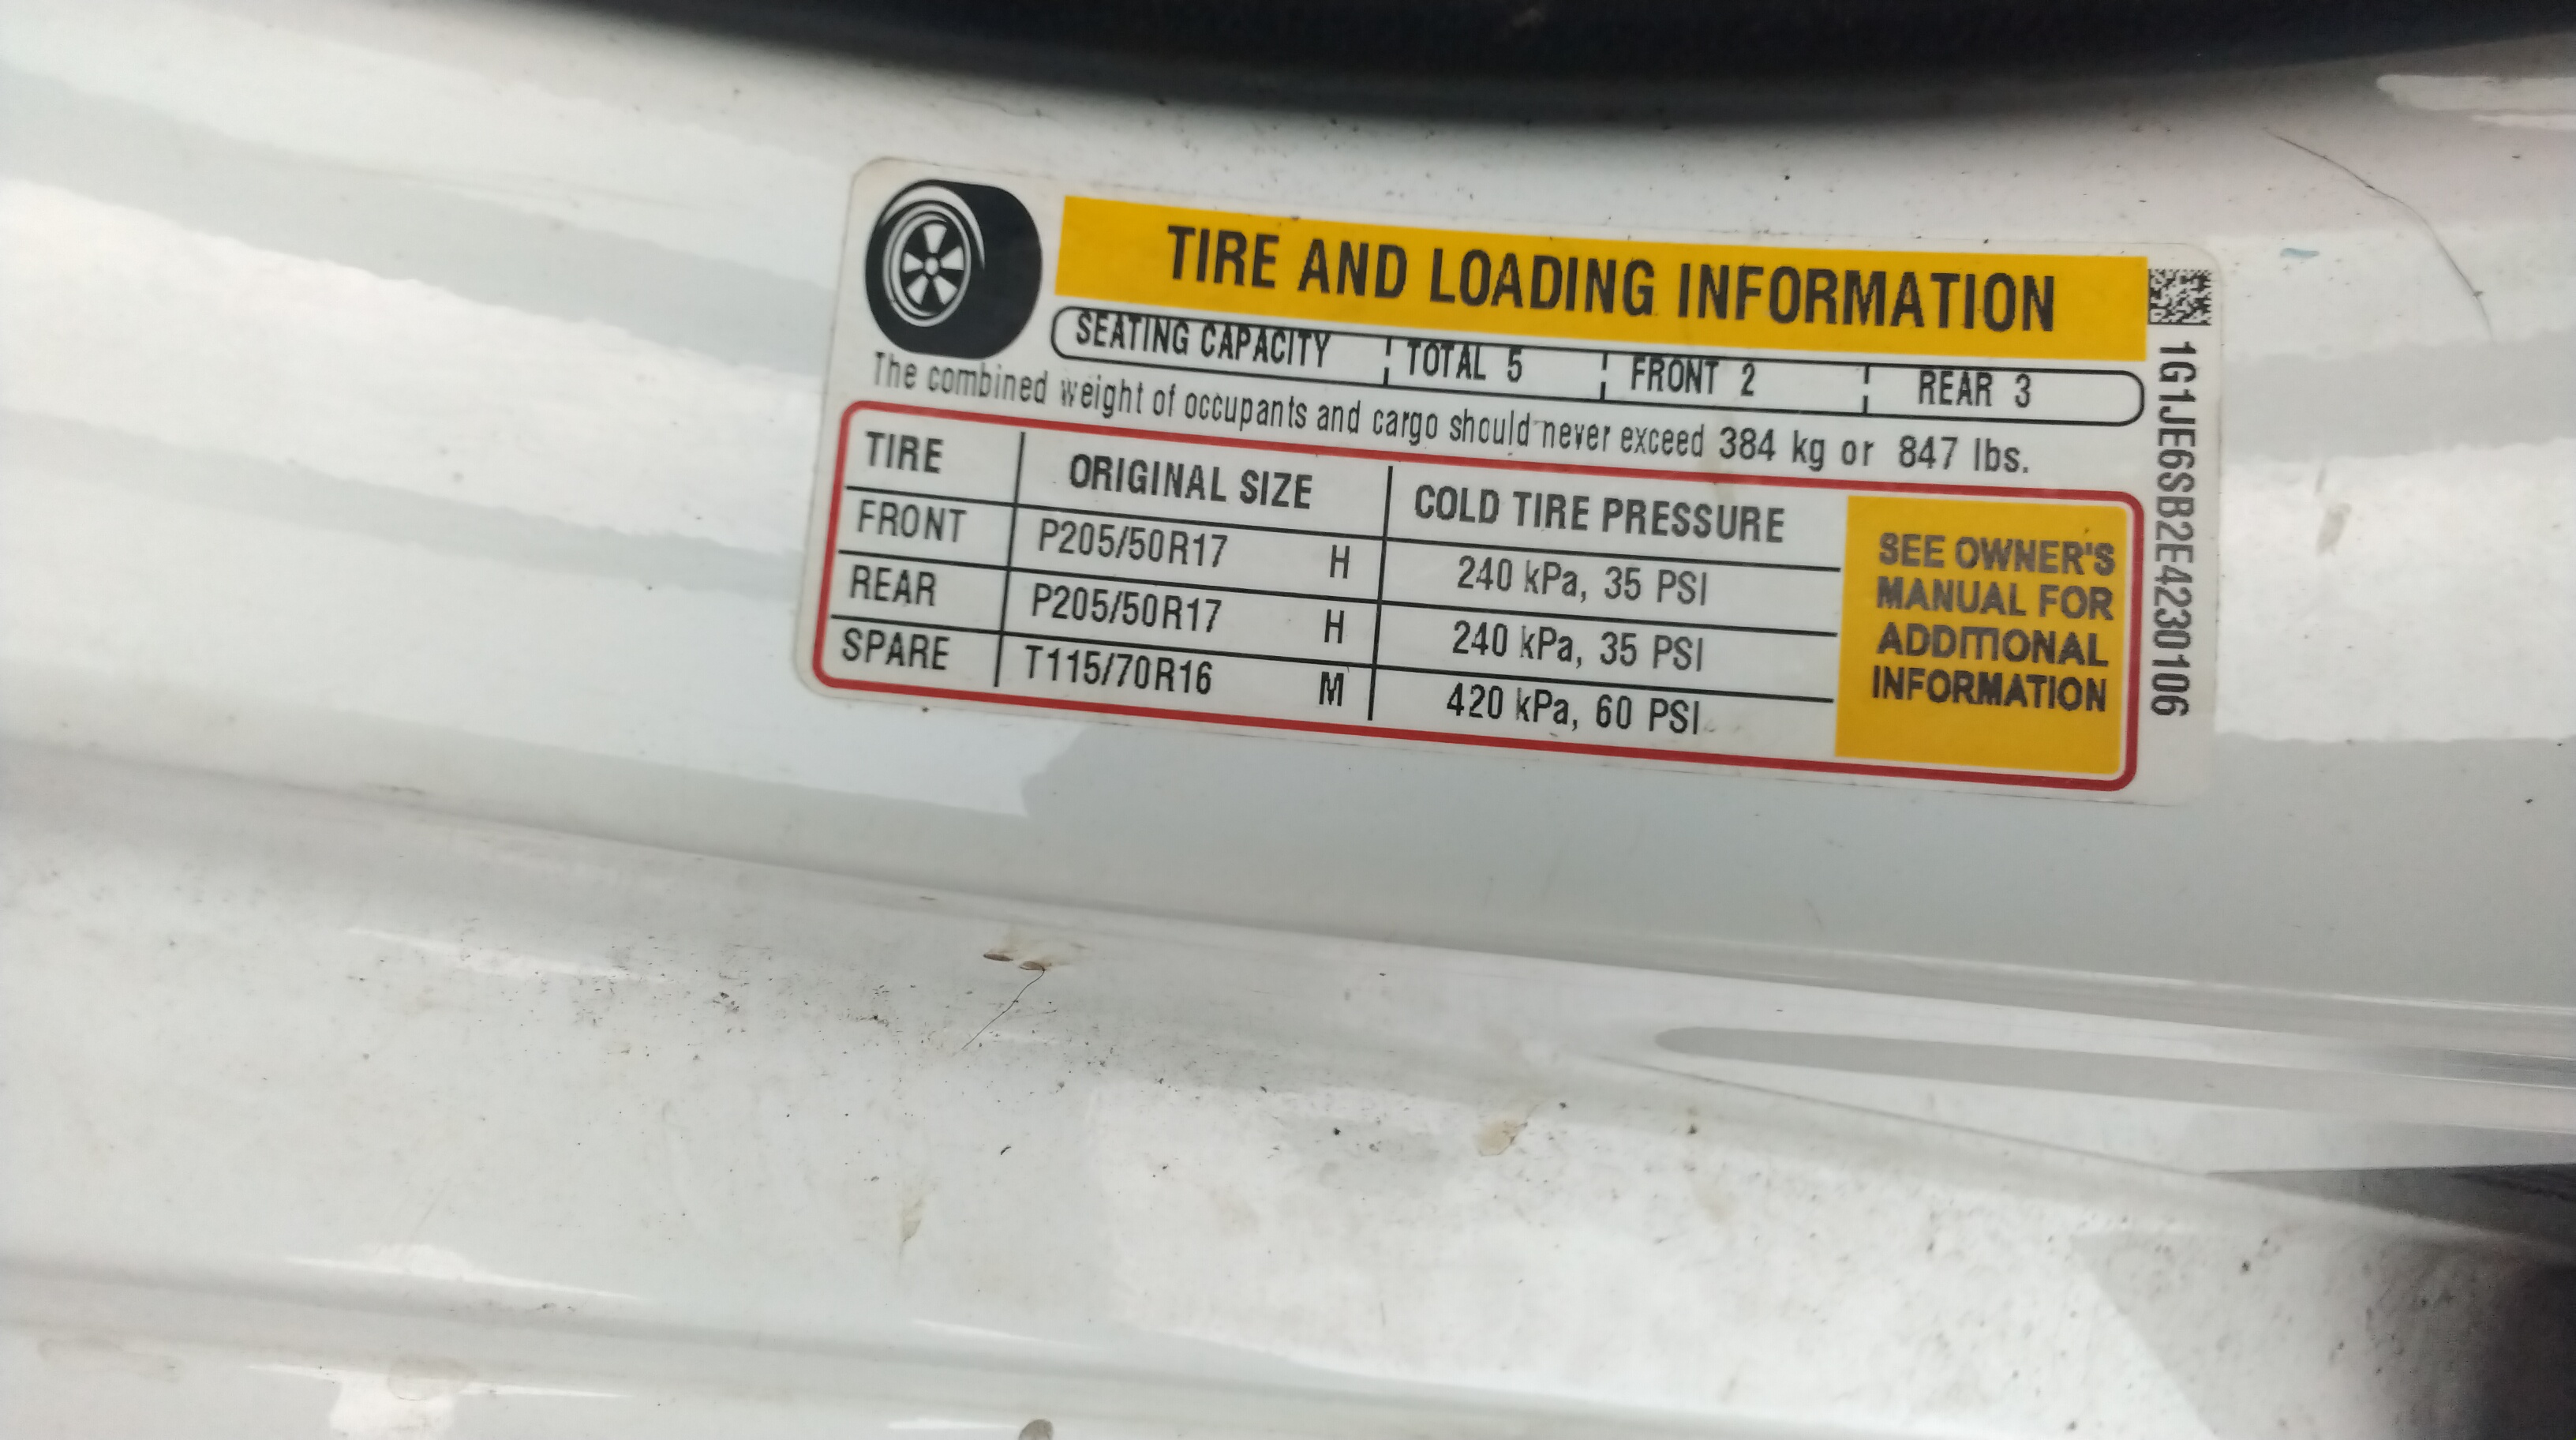 TIRE AND LOADING INFORMATION
SEATING CAPACITY TOTAL 5 FRONT 2 REAR 3
The combined weight of occupants and cargo should never exceed 384 kg or 847 lbs.
TIRE ORIGINAL SIZE COLD TIRE PRESSURE
FRONT P205/50R17 H 240 kPa, 35 PSI
REAR P205/50R17 H 240 kPa, 35 PSI
SPARE T115/70R16 M 420 kPa, 60 PSI
SEE OWNER'S
MANUAL FOR
ADDITIONAL
INFORMATION
1G1JE6SB2E4230106